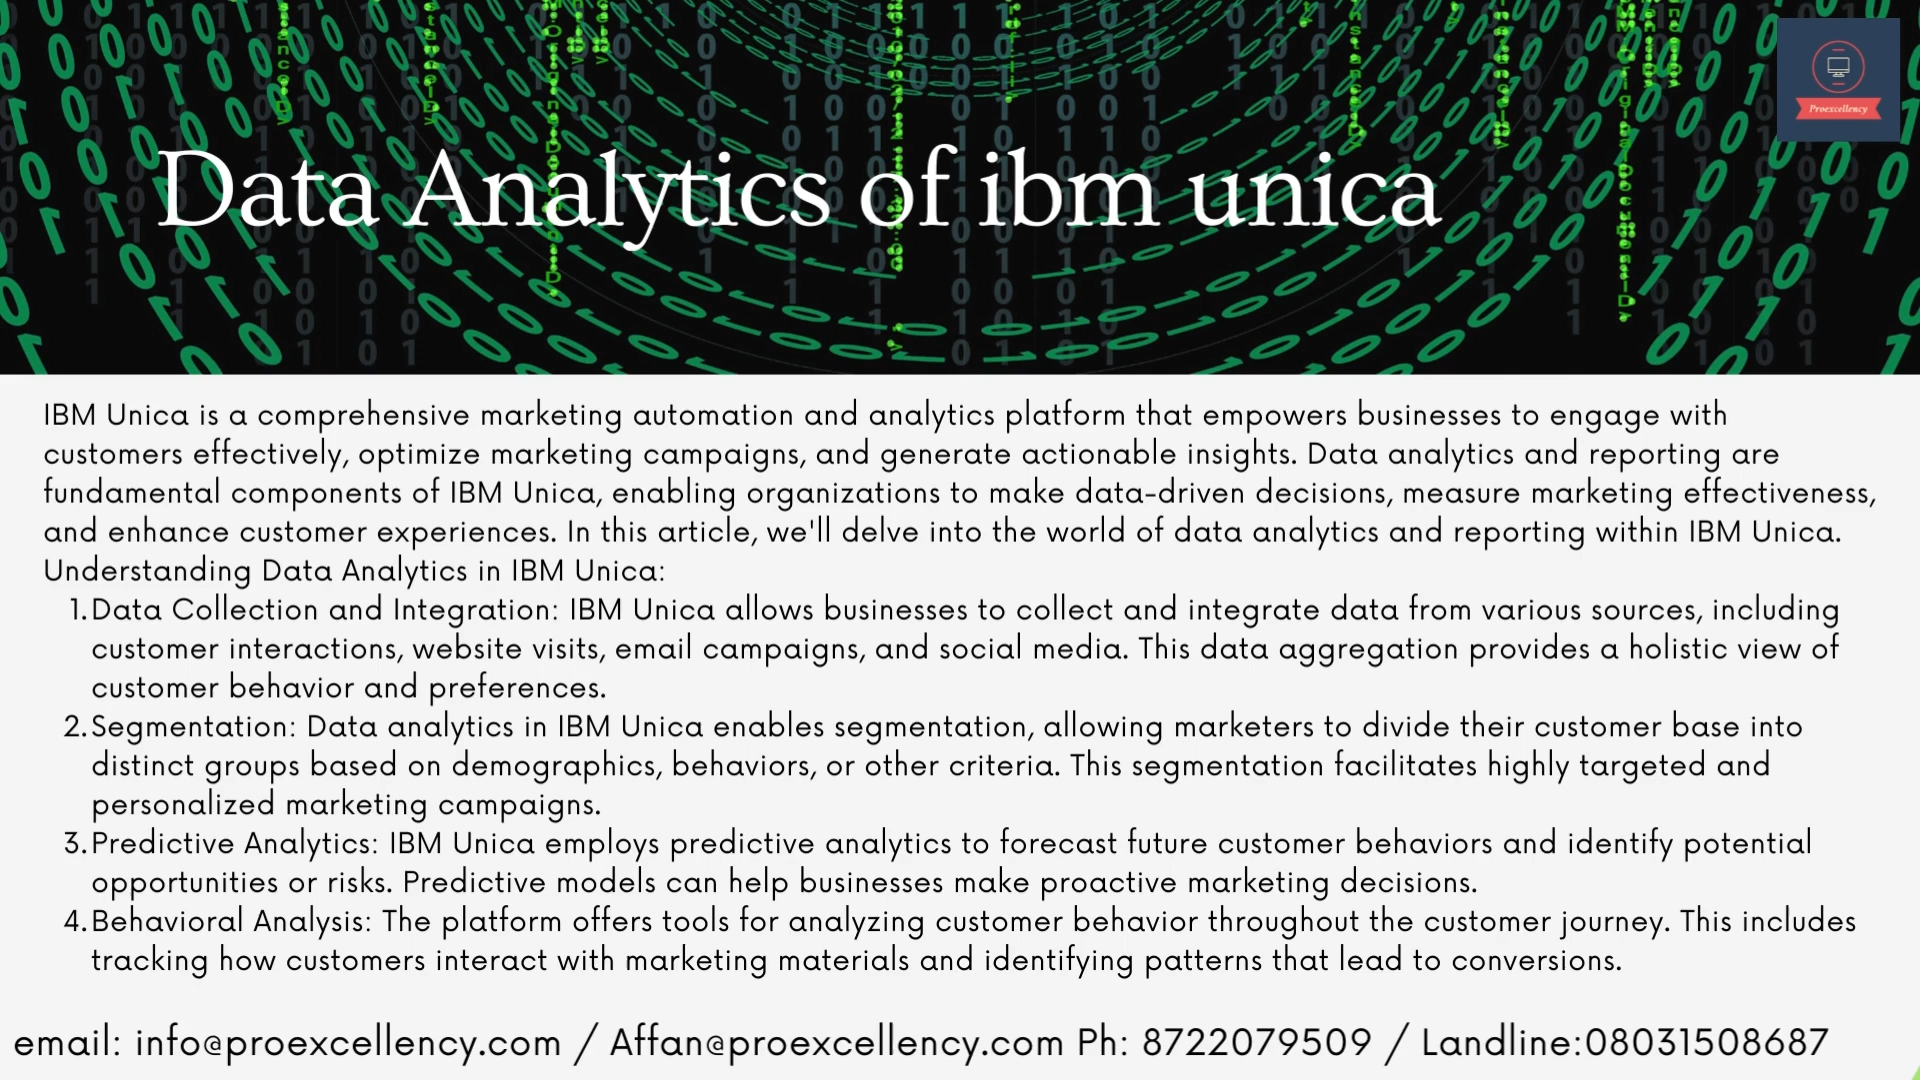 Proexcellency
Data Analytics of ibm unica
IBM Unica is a comprehensive marketing automation and analytics platform that empowers businesses to engage with
customers effectively, optimize marketing campaigns, and generate actionable insights. Data analytics and reporting are
fundamental components of IBM Unica, enabling organizations to make data-driven decisions, measure marketing effectiveness,
and enhance customer experiences. In this article, we'll delve into the world of data analytics and reporting within IBM Unica.
Understanding Data Analytics in IBM Unica:
1. Data Collection and Integration: IBM Unica allows businesses to collect and integrate data from various sources, including
customer interactions, website visits, email campaigns, and social media. This data aggregation provides a holistic view of
customer behavior and preferences.
2. Segmentation: Data analytics in IBM Unica enables segmentation, allowing marketers to divide their customer base into
distinct groups based on demographics, behaviors, or other criteria. This segmentation facilitates highly targeted and
personalized marketing campaigns.
3. Predictive Analytics: IBM Unica employs predictive analytics to forecast future customer behaviors and identify potential
opportunities or risks. Predictive models can help businesses make proactive marketing decisions.
4. Behavioral Analysis: The platform offers tools for analyzing customer behavior throughout the customer journey. This includes
tracking how customers interact with marketing materials and identifying patterns that lead to conversions.
email: info@proexcellency.com / Affan@proexcellency.com Ph: 8722079509 / Landline:08031508687